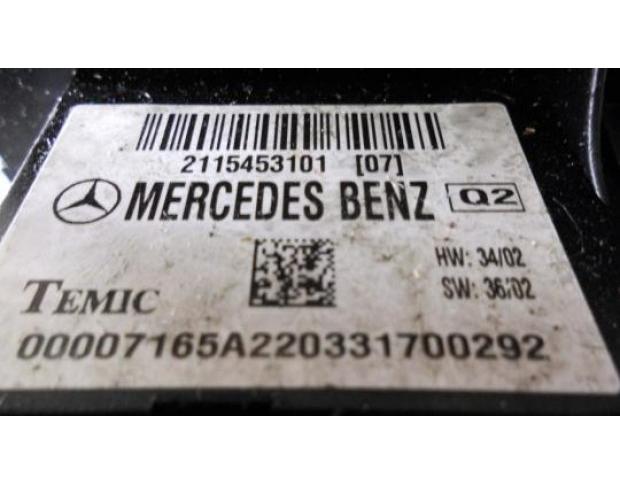 2115453101 [07]
MERCEDES BENZ Q2
HW: 34/02
SW: 36/02
TEMIC
00007165A220331700292